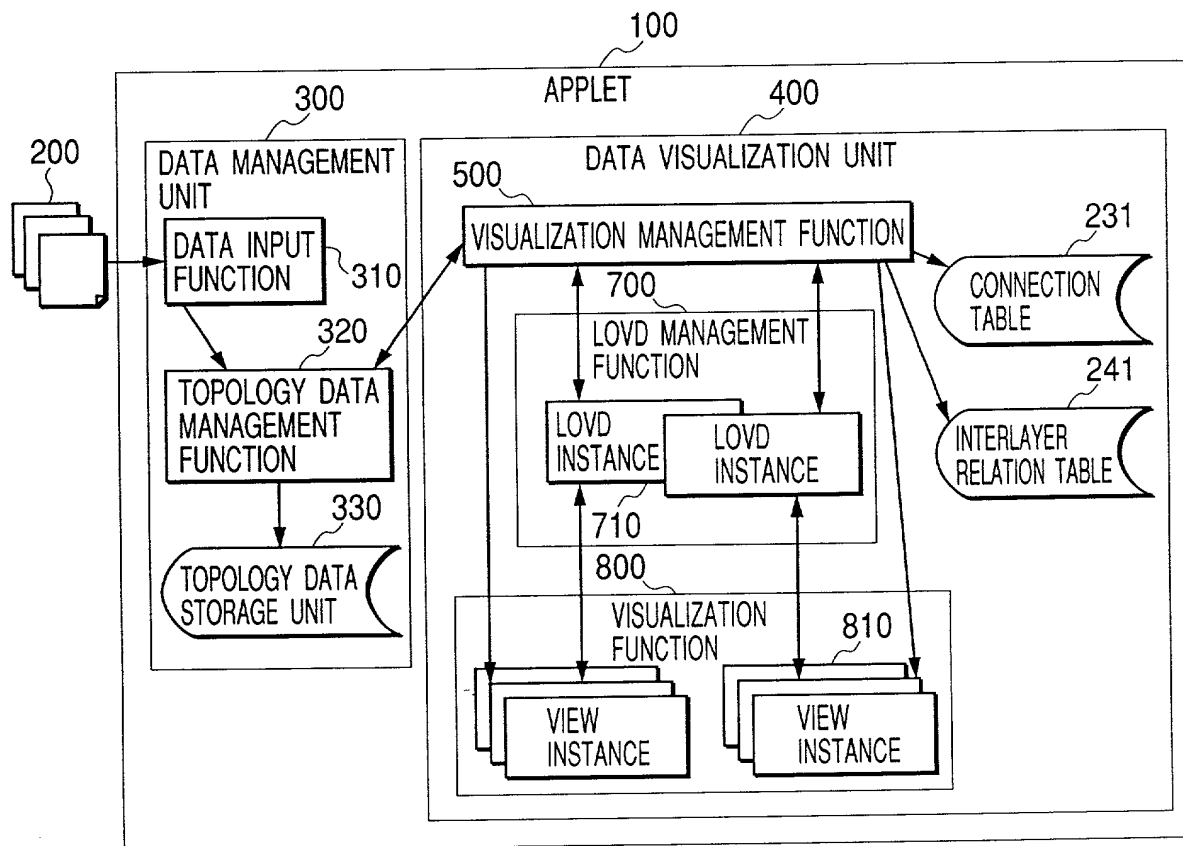 100
APPLET
300
400
200
DATA MANAGEMENT
UNIT
DATA VISUALIZATION UNIT
500
DATA INPUT
FUNCTION
310
VISUALIZATION MANAGEMENT FUNCTION
231
CONNECTION
TABLE
700
LOVD MANAGEMENT
FUNCTION
320
TOPOLOGY DATA
MANAGEMENT
FUNCTION
241
INTERLAYER
RELATION TABLE
LOVD
INSTANCE
LOVD
INSTANCE
710
330
TOPOLOGY DATA
STORAGE UNIT
800
VISUALIZATION
FUNCTION
810
VIEW
INSTANCE
VIEW
INSTANCE